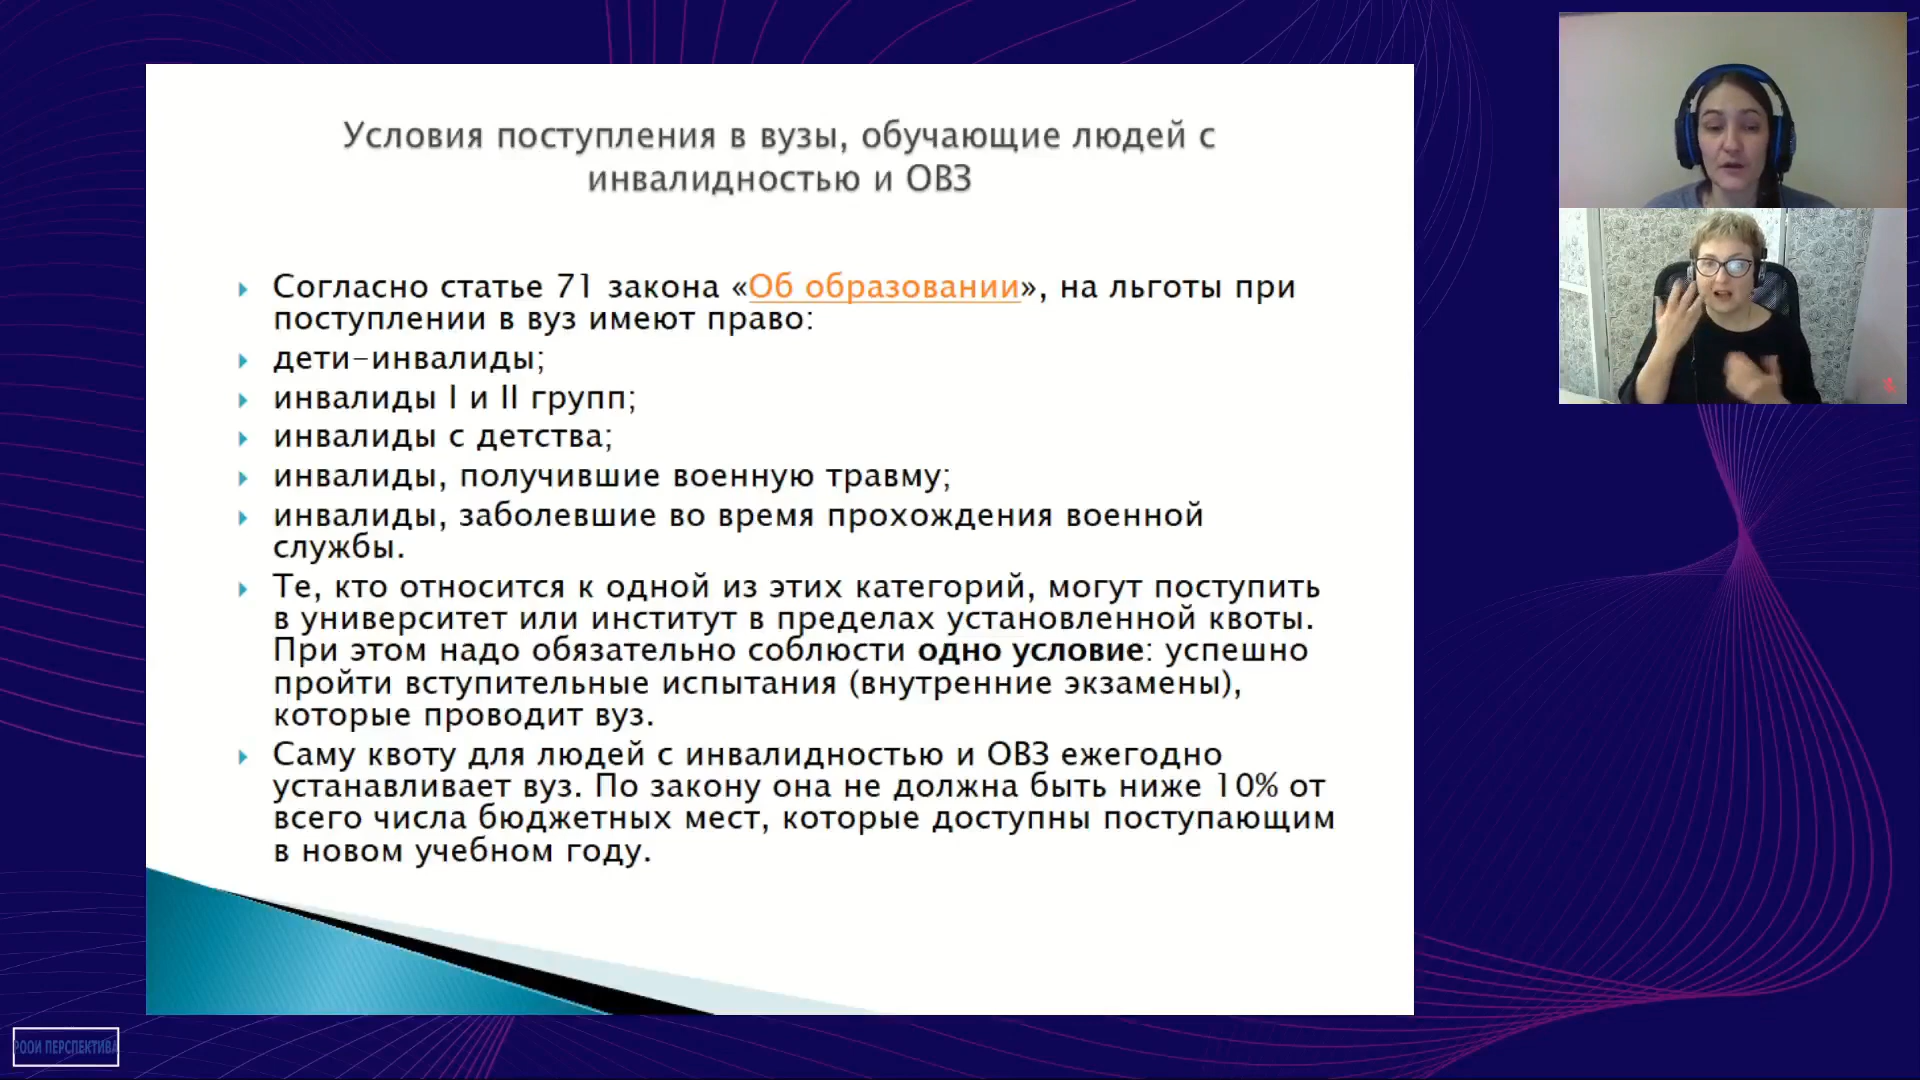 Условия поступления в вузы, обучающие людей с
инвалидностью и ОВЗ
Согласно статье 71 закона «Об образовании», на льготы при
поступлении в вуз имеют право:
дети-инвалиды;
инвалиды I и II групп;
инвалиды с детства;
инвалиды, получившие военную травму;
инвалиды, заболевшие во время прохождения военной
службы.
Те, кто относится к одной из этих категорий, могут поступить
в университет или институт в пределах установленной квоты.
При этом надо обязательно соблюсти одно условие: успешно
пройти вступительные испытания (внутренние экзамены),
которые проводит вуз.
Саму квоту для людей с инвалидностью и ОВЗ ежегодно
устанавливает вуз. По закону она не должна быть ниже 10% от
всего числа бюджетных мест, которые доступны поступающим
в новом учебном году.
РООИ ПЕРСПЕКТИВА